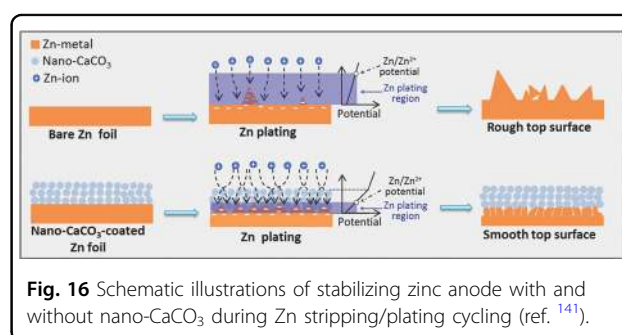 Zn-metal
Nano-CaCO₃
Zn-ion
Bare Zn foil
Zn plating
Zn/Zn²⁺
potential
Zn plating
region
Potential
Rough top surface
Nano-CaCO₃-coated
Zn foil
Zn plating
Zn/Zn²⁺
potential
Zn plating
region
Potential
Smooth top surface
Fig. 16 Schematic illustrations of stabilizing zinc anode with and
without nano-CaCO₃ during Zn stripping/plating cycling (ref. ¹⁴¹).